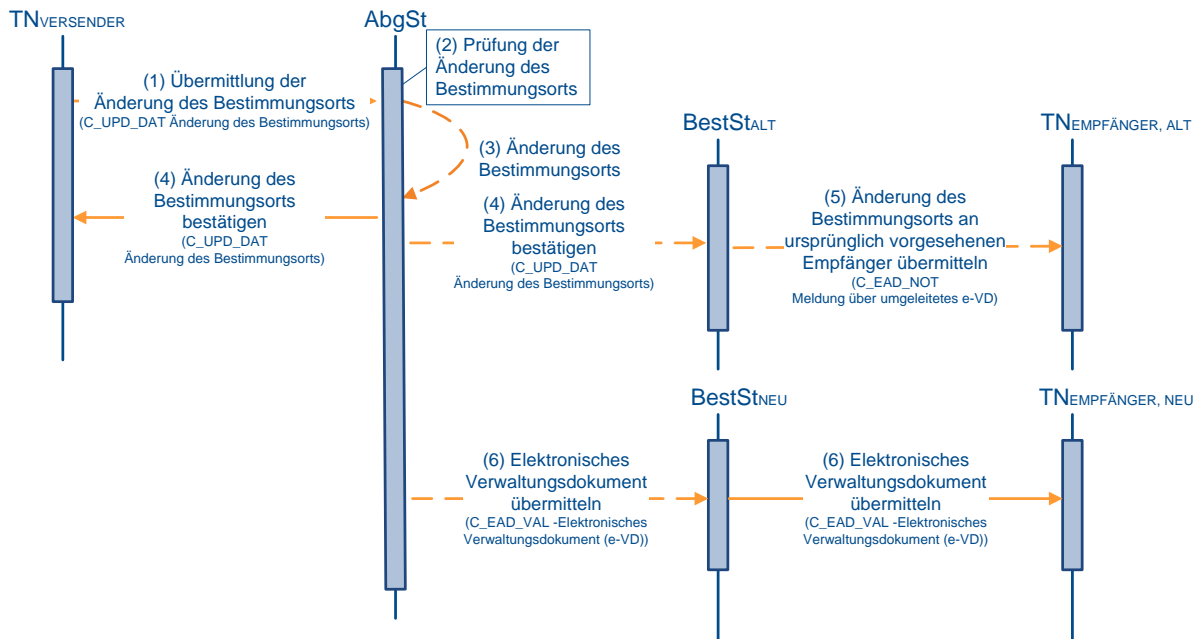 TNVERSENDER
AbgSt
(2) Prüfung der
Änderung des
Bestimmungsorts
(1) Übermittlung der
Änderung des Bestimmungsorts
(C_UPD_DAT Änderung des Bestimmungsorts)
(3) Änderung des
Bestimmungsorts
BestStALT
TNEMPFÄNGER, ALT
(4) Änderung des
Bestimmungsorts
bestätigen
(C_UPD_DAT
Änderung des Bestimmungsorts)
(4) Änderung des
Bestimmungsorts
bestätigen
(C_UPD_DAT
Änderung des Bestimmungsorts)
(5) Änderung des
Bestimmungsorts an
ursprünglich vorgesehenen
Empfänger übermitteln
(C_EAD_NOT
Meldung über umgeleitetes e-VD)
BestStNEU
TNEMPFÄNGER, NEU
(6) Elektronisches
Verwaltungsdokument
übermitteln
(C_EAD_VAL -Elektronisches
Verwaltungsdokument (e-VD))
(6) Elektronisches
Verwaltungsdokument
übermitteln
(C_EAD_VAL -Elektronisches
Verwaltungsdokument (e-VD))